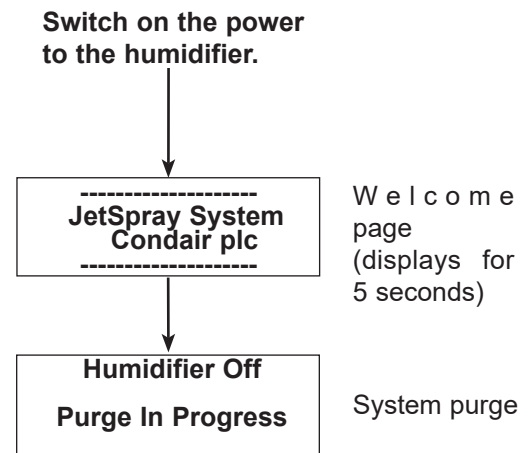 Switch on the power
to the humidifier.
--------------------
JetSpray System
Condair plc
--------------------
Welcome
page
(displays for
5 seconds)
Humidifier Off
Purge In Progress
System purge